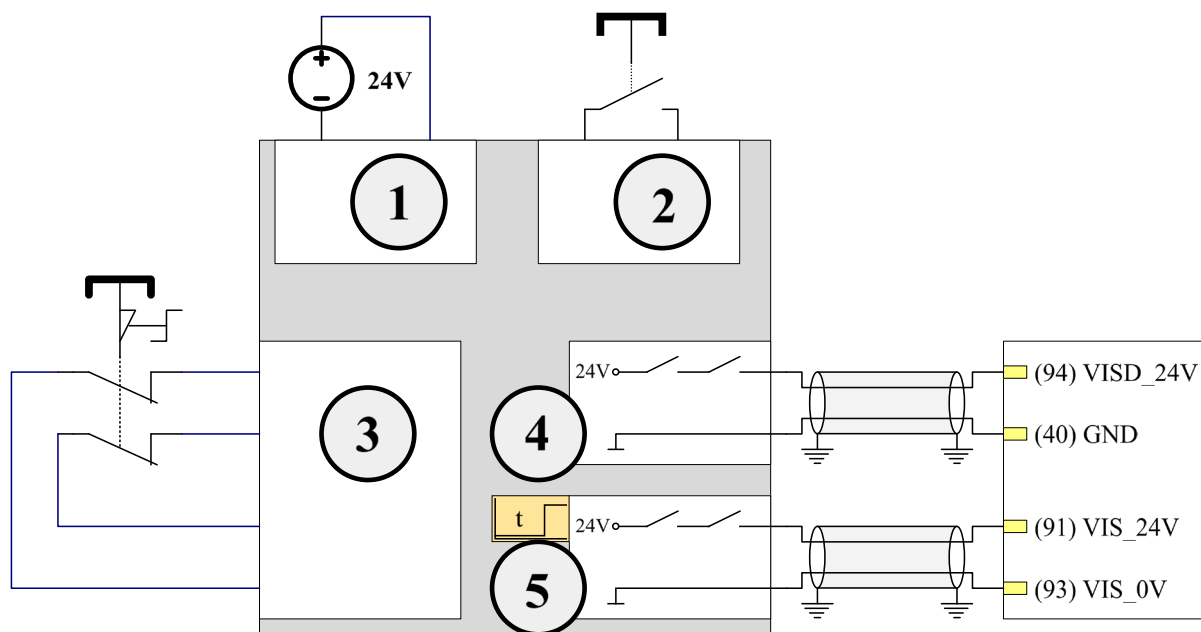 24V
1
2
3
24V
(94) VISD_24V
4
(40) GND
t
24V
(91) VIS_24V
5
(93) VIS_0V